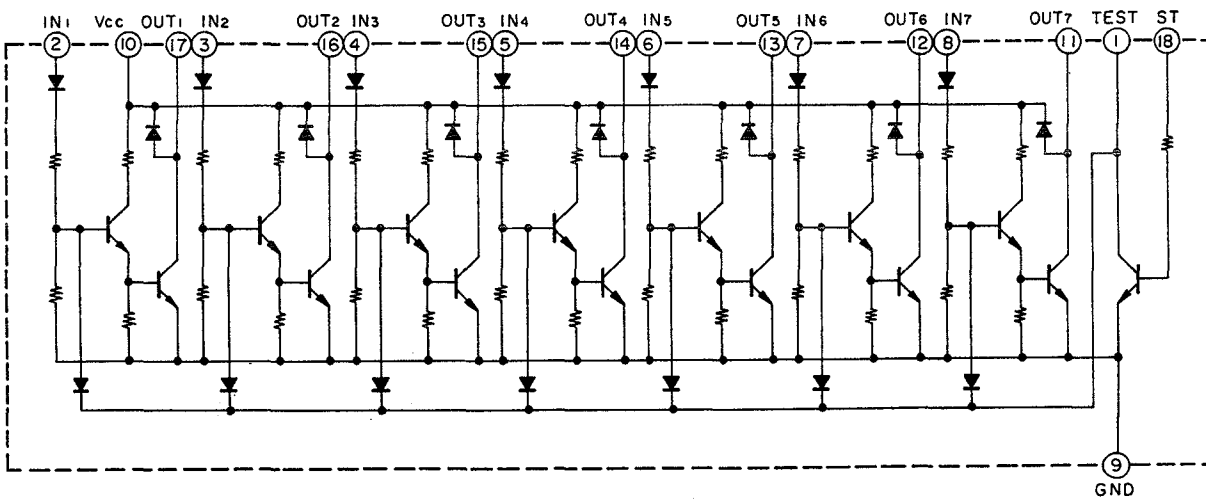 IN1 Vcc OUT1 IN2 OUT2 IN3 OUT3 IN4 OUT4 IN5 OUT5 IN6 OUT6 IN7 OUT7 TEST ST
2 10 17 3 16 4 15 5 14 6 13 7 12 8 11 1 18
9
GND